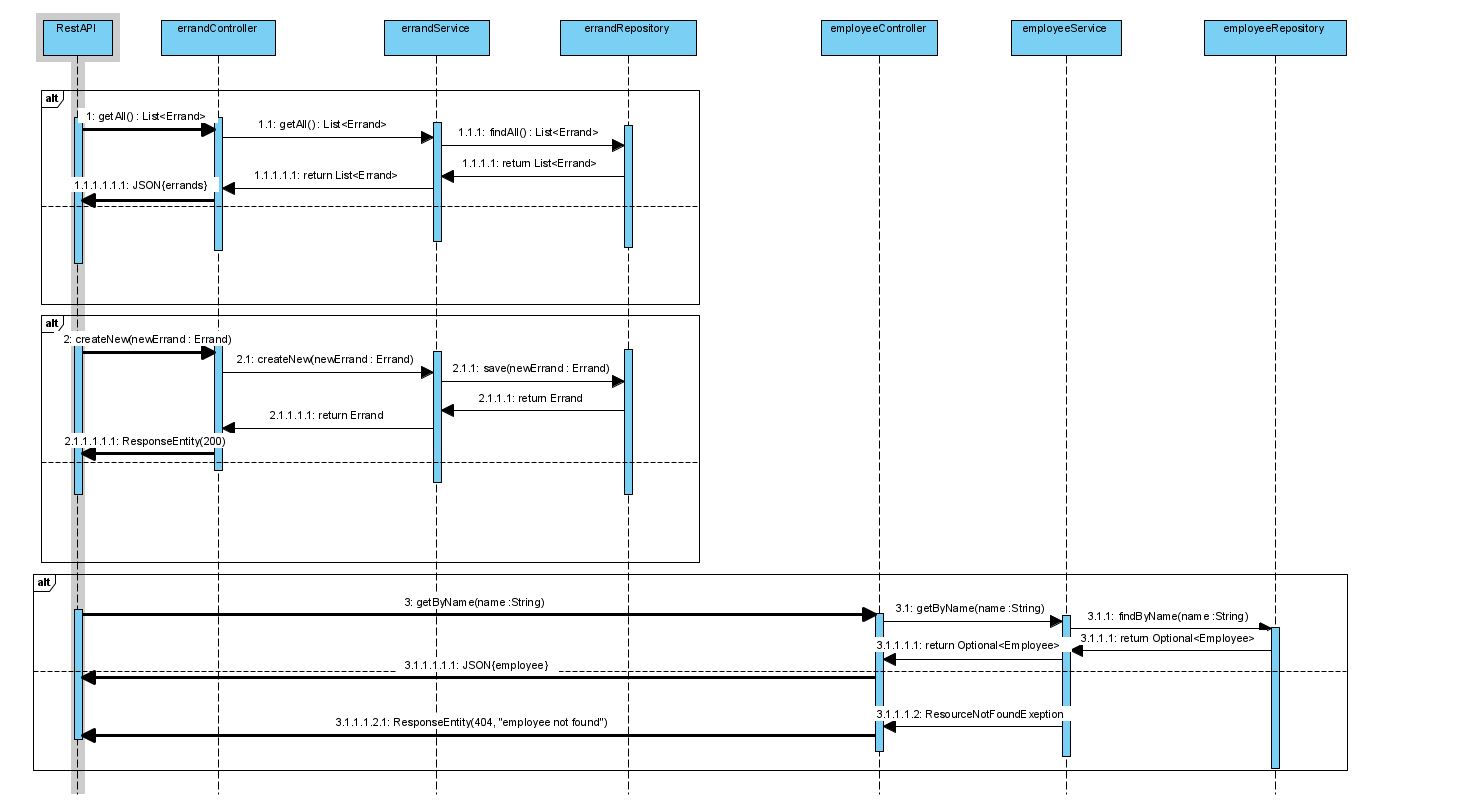 RestAPI
errandController
errandService
errandRepository
employeeController
employeeService
employeeRepository
alt
1: getAll() : List<Errand>
1.1: getAll() : List<Errand>
1.1.1: findAll() : List<Errand>
1.1.1.1: return List<Errand>
1.1.1.1.1: return List<Errand>
1.1.1.1.1.1: JSON{errands}
alt
2: createNew(newErrand : Errand)
2.1: createNew(newErrand : Errand)
2.1.1: save(newErrand : Errand)
2.1.1.1: return Errand
2.1.1.1.1: return Errand
2.1.1.1.1.1: ResponseEntity(200)
alt
3: getByName(name :String)
3.1: getByName(name :String)
3.1.1: findByName(name :String)
3.1.1.1: return Optional<Employee>
3.1.1.1.1: return Optional<Employee>
3.1.1.1.1.1: JSON{employee}
3.1.1.1.2: ResourceNotFoundExeption
3.1.1.1.2.1: ResponseEntity(404, "employee not found")